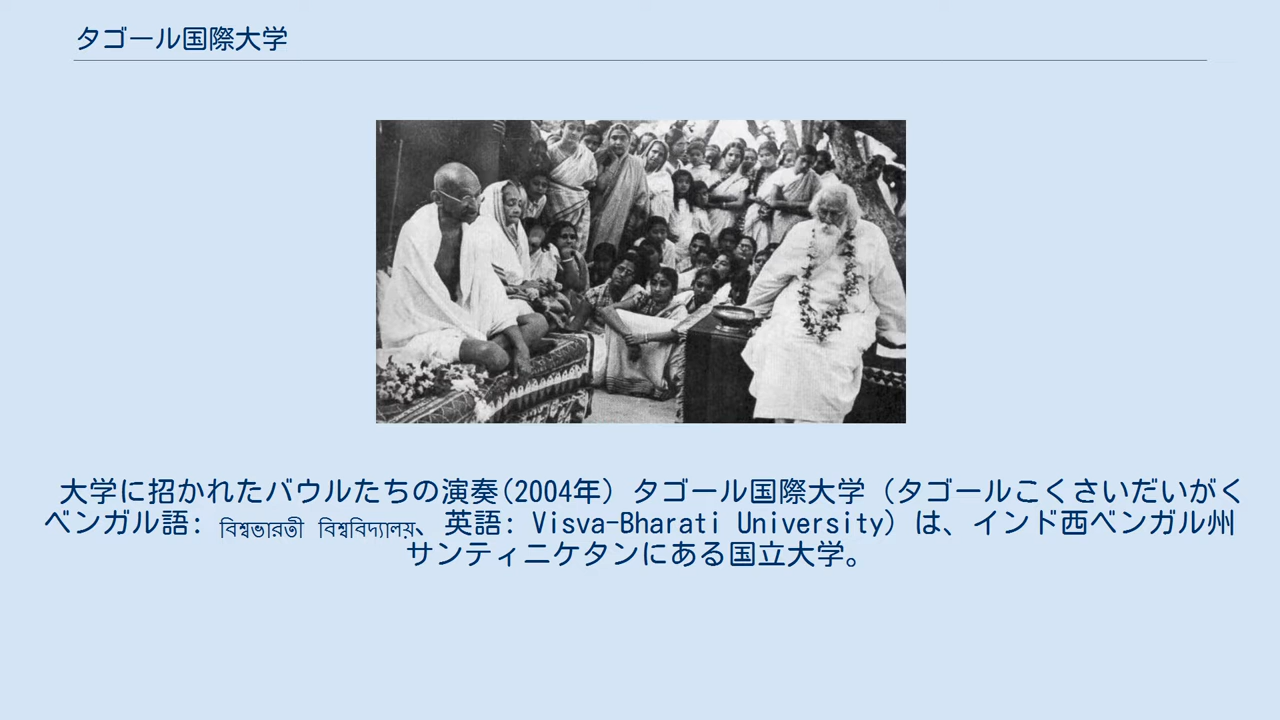 タゴール国際大学
大学に招かれたバウルたちの演奏(2004年) タゴール国際大学（タゴールこくさいだいがく
ベンガル語: বিশ্বভারতী বিশ্ববিদ্যালয়、英語: Visva-Bharati University）は、インド西ベンガル州
サンティニケタンにある国立大学。